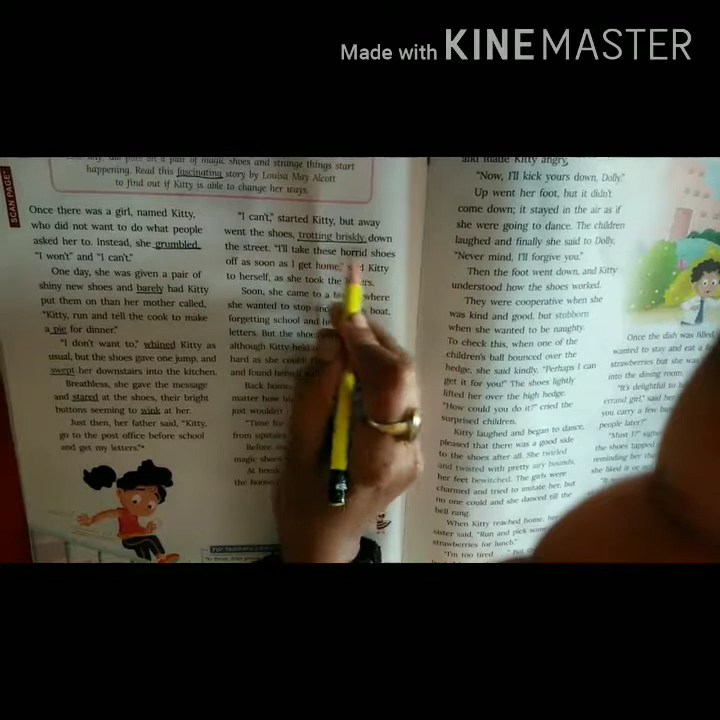 Made with KINEMASTER
SCAN PAGE
put on a pair of magic shoes and strange things start
happening. Read this fascinating story by Louisa May Alcott
to find out if Kitty is able to change her ways.
Once there was a girl, named Kitty,
who did not want to do what people
asked her to. Instead, she grumbled,
"I won't" and "I can't."
One day, she was given a pair of
shiny new shoes and barely had Kitty
put them on than her mother called,
"Kitty, run and tell the cook to make
a pie for dinner."
"I don't want to," whined Kitty as
usual, but the shoes gave one jump, and
swept her downstairs into the kitchen.
Breathless, she gave the message
and stared at the shoes, their bright
buttons seeming to wink at her.
Just then, her father said, "Kitty,
go to the post office before school
and get my letters."
"I can't," started Kitty, but away
went the shoes, trotting briskly down
the street. "I'll take these horrid shoes
off as soon as I get home," Kitty
to herself, as she took the
Soon, she came to a where
she wanted to stop and boat,
forgetting school and
letters. But the shoes
although Kitty
hard as she could
and found herself
Back home
matter how
just wouldn't
"Time
from upstairs
Before
magic shoes
At
the house
and made Kitty angry.
"Now, I'll kick yours down, Dolly."
Up went her foot, but it didn't
come down; it stayed in the air as if
she were going to dance. The children
laughed and finally she said to Dolly,
"Never mind, I'll forgive you."
Then the foot went down, and Kitty
understood how the shoes worked.
They were cooperative when she
was kind and good, but stubborn
when she wanted to be naughty.
To check this, when one of the
children's ball bounced over the
hedge, she said kindly, "Perhaps I can
get it for you!" The shoes lightly
lifted her over the high hedge.
"How could you do it?" cried the
surprised children.
Kitty laughed and began to dance,
pleased that there was a good side
to the shoes after all. She twirled
and twisted with pretty airy bounds,
her feet bewitched. The girls were
charmed and tried to imitate her, but
no one could and she danced till the
bell rang.
When Kitty reached home, her
sister said, "Run and pick some
strawberries for lunch."
"I'm too tired
Once the dish was filled,
wanted to stay and eat a
strawberries but she was
into the dining room.
"It's delightful to
errand girl," said her
you carry a few
people later?"
"Must I?"
the shoes tapped
reminding her
she liked it or